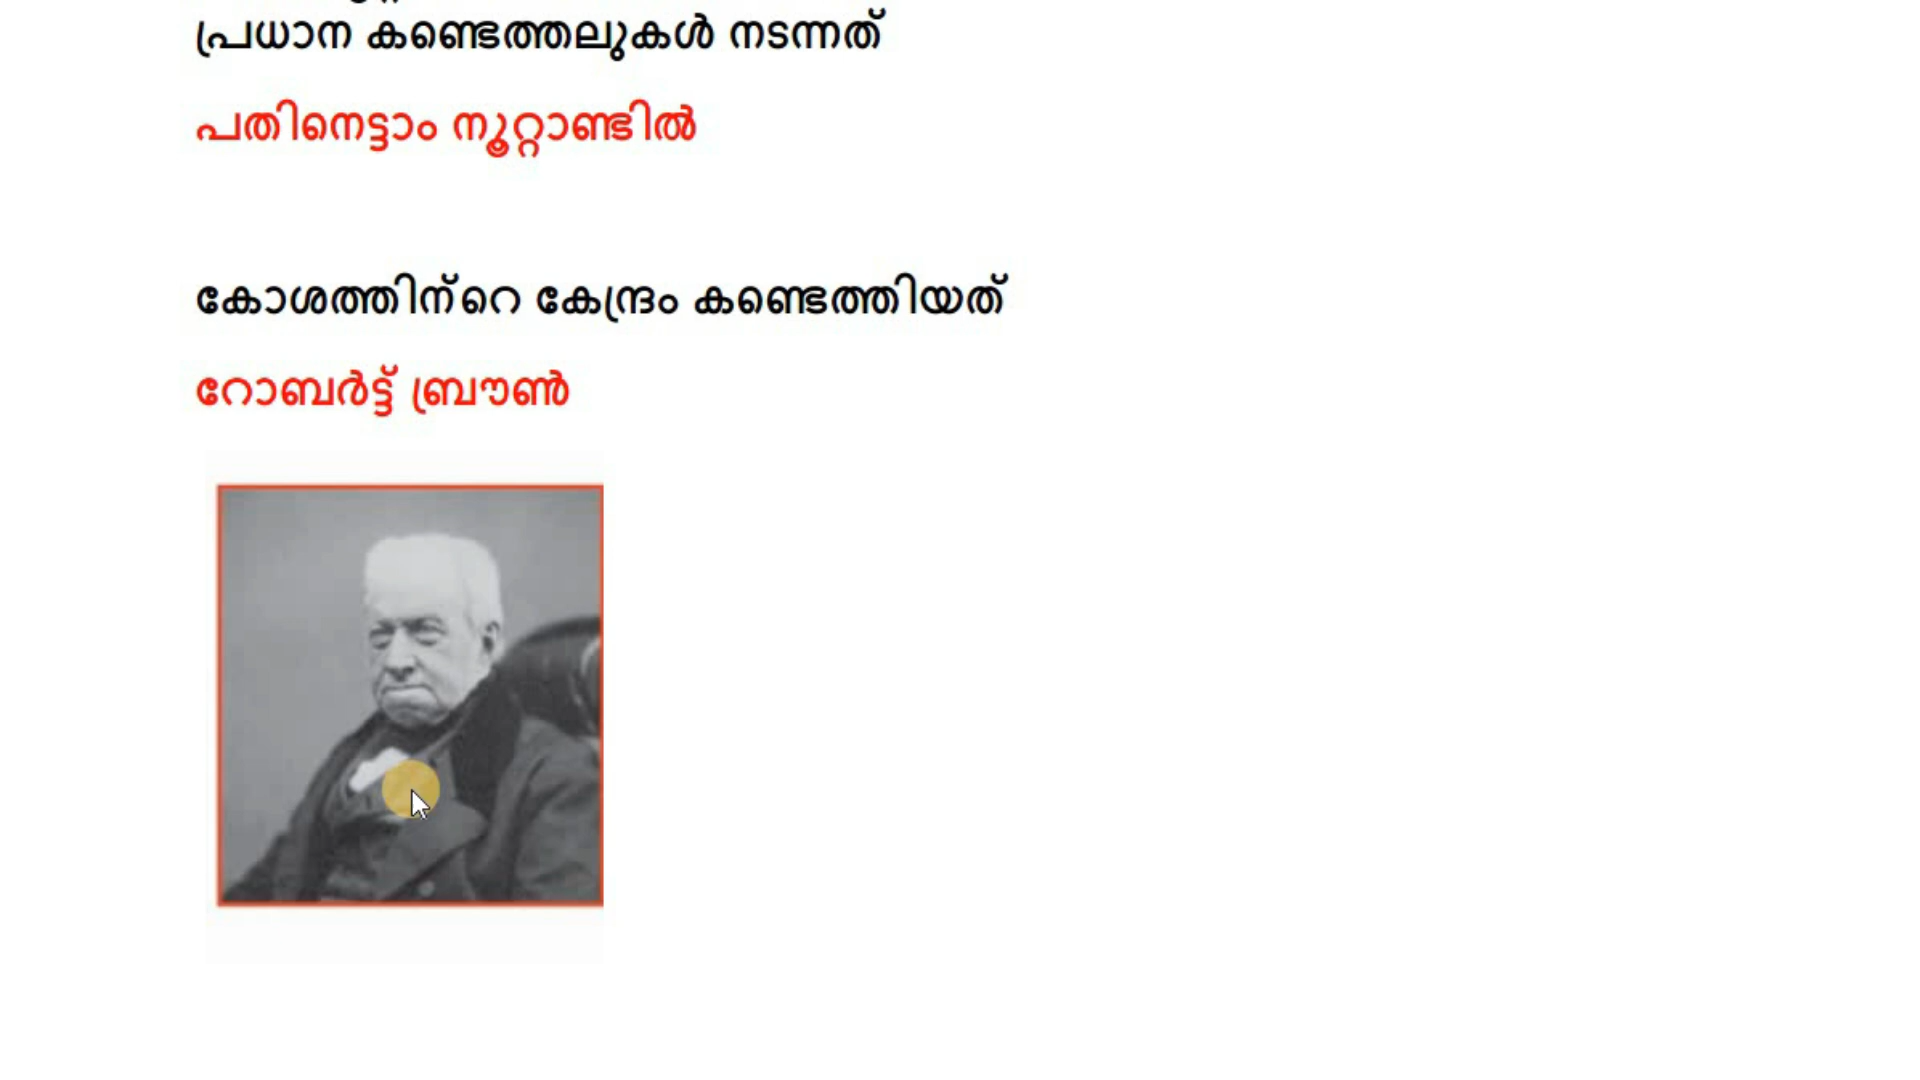 പ്രധാന കണ്ടെത്തലുകൾ നടന്നത്
പതിനെട്ടാം നൂറ്റാണ്ടിൽ
കോശത്തിന്റെ കേന്ദ്രം കണ്ടെത്തിയത്
റോബർട്ട് ബ്രൗൺ